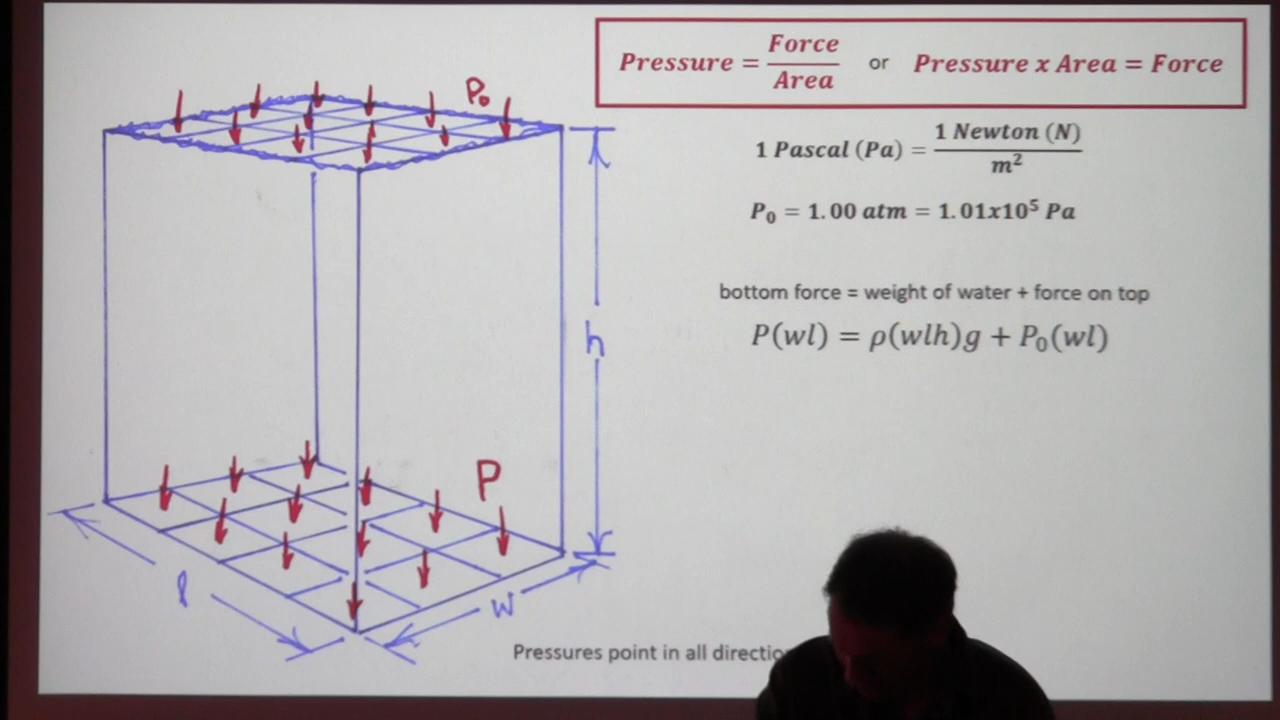 Pressure = Force / Area or Pressure x Area = Force
1 Pascal (Pa) = 1 Newton (N) / m²
P₀ = 1.00 atm = 1.01x10⁵ Pa
bottom force = weight of water + force on top
P(wl) = ρ(wlh)g + P₀(wl)
P₀
h
P
l
w
Pressures point in all